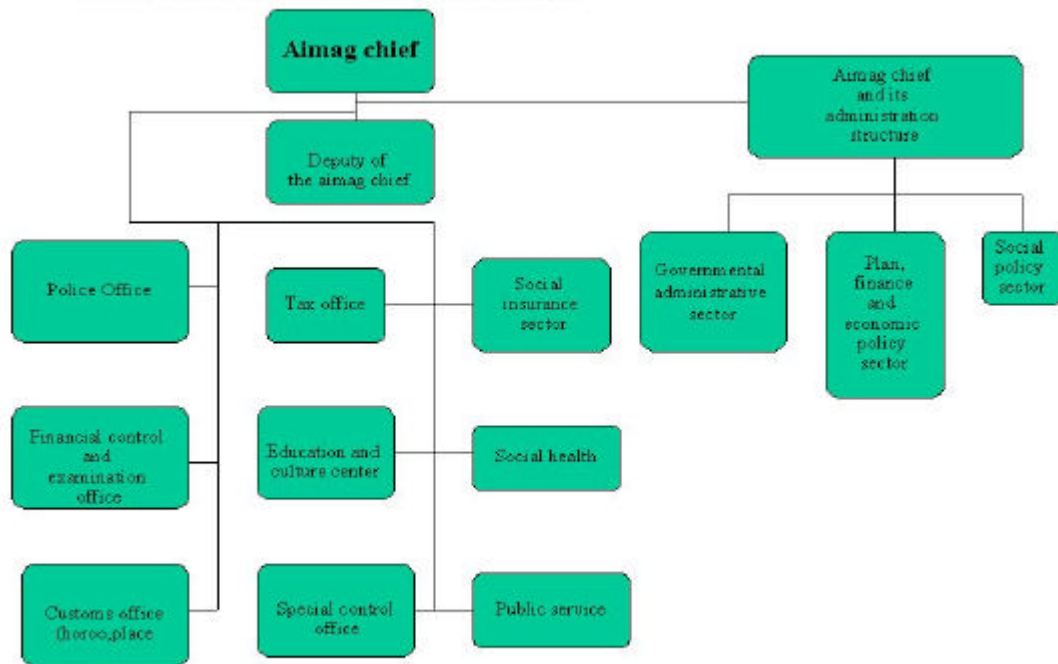 Aimag chief
Aimag chief
and its
administration
structure
Deputy of
the aimag chief
Police Office
Tax office
Social
insurance
sector
Governmental
administrative
sector
Plan,
finance
and
economic
policy
sector
Social
policy
sector
Financial control
and
examination
office
Education and
culture center
Social health
Customs office
(horoo,place
Special control
office
Public service